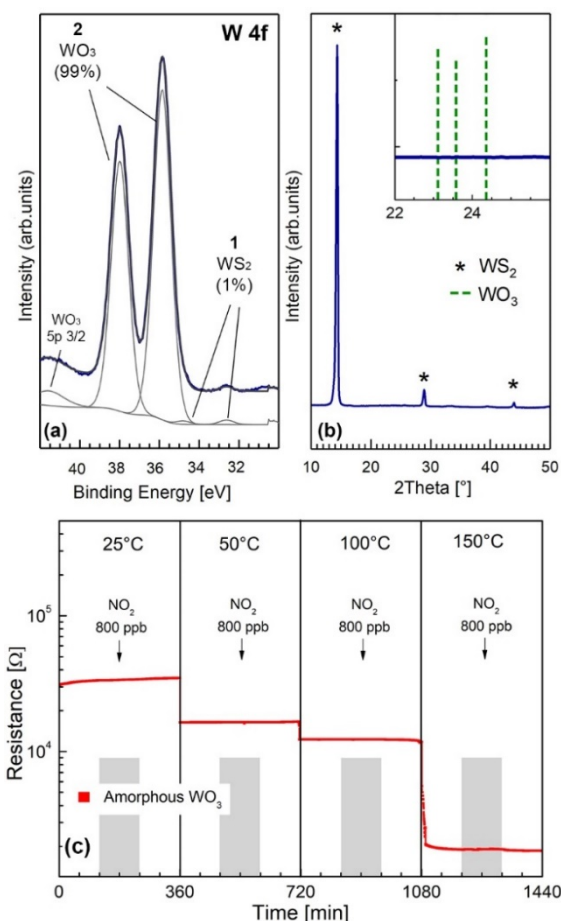 W 4f
2
WO₃
(99%)
1
WS₂
(1%)
WO₃
5p 3/2
(a)
Intensity (arb.units)
40 38 36 34 32
Binding Energy [eV]
*
22 24
* WS₂
WO₃
*
*
(b)
Intensity (arb.units)
10 20 30 40 50
2Theta [°]
25°C 50°C 100°C 150°C
NO₂ NO₂ NO₂ NO₂
800 ppb 800 ppb 800 ppb 800 ppb
10⁵
10⁴
Resistance [Ω]
Amorphous WO₃
(c)
0 360 720 1080 1440
Time [min]